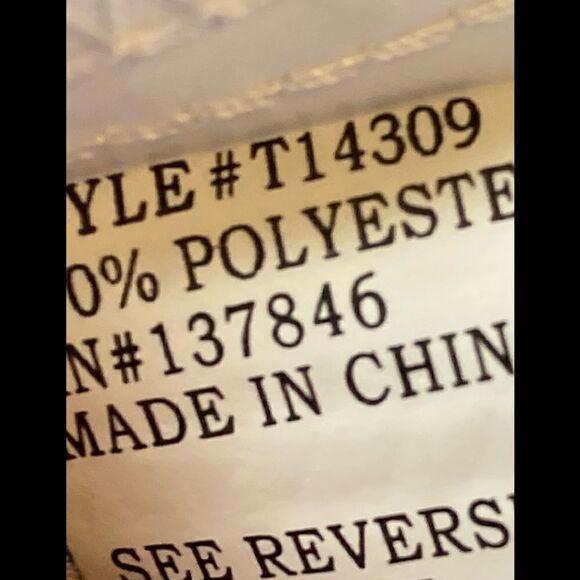 YLE #T14309
0% POLYESTE
N#137846
MADE IN CHIN
SEE REVERS